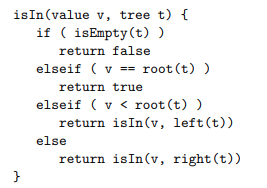 isIn(value v, tree t) {
   if ( isEmpty(t) )
      return false
   elseif ( v == root(t) )
      return true
   elseif ( v < root(t) )
      return isIn(v, left(t))
   else
      return isIn(v, right(t))
}